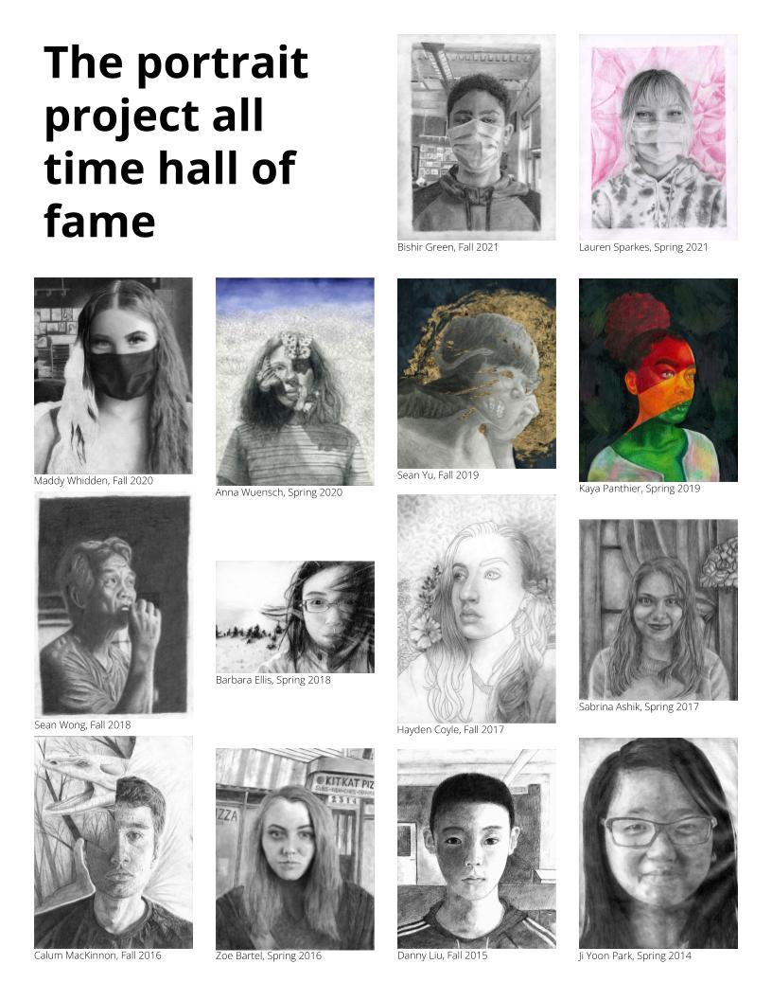 The portrait
project all
time hall of
fame
Bishir Green, Fall 2021
Lauren Sparkes, Spring 2021
Maddy Whidden, Fall 2020
Anna Wuensch, Spring 2020
Sean Yu, Fall 2019
Kaya Panthier, Spring 2019
Sean Wong, Fall 2018
Barbara Ellis, Spring 2018
Hayden Coyle, Fall 2017
Sabrina Ashik, Spring 2017
KITKAT PIZ
2314
ZZA
Calum MacKinnon, Fall 2016
Zoe Bartel, Spring 2016
Danny Liu, Fall 2015
Ji Yoon Park, Spring 2014